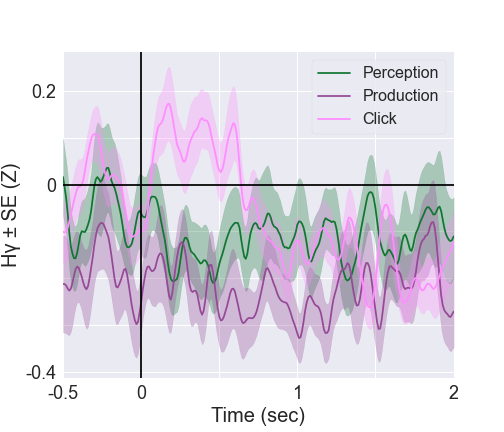 Perception
Production
Click
0.2
0
-0.4
Hγ ± SE (Z)
-0.5
0
1
2
Time (sec)